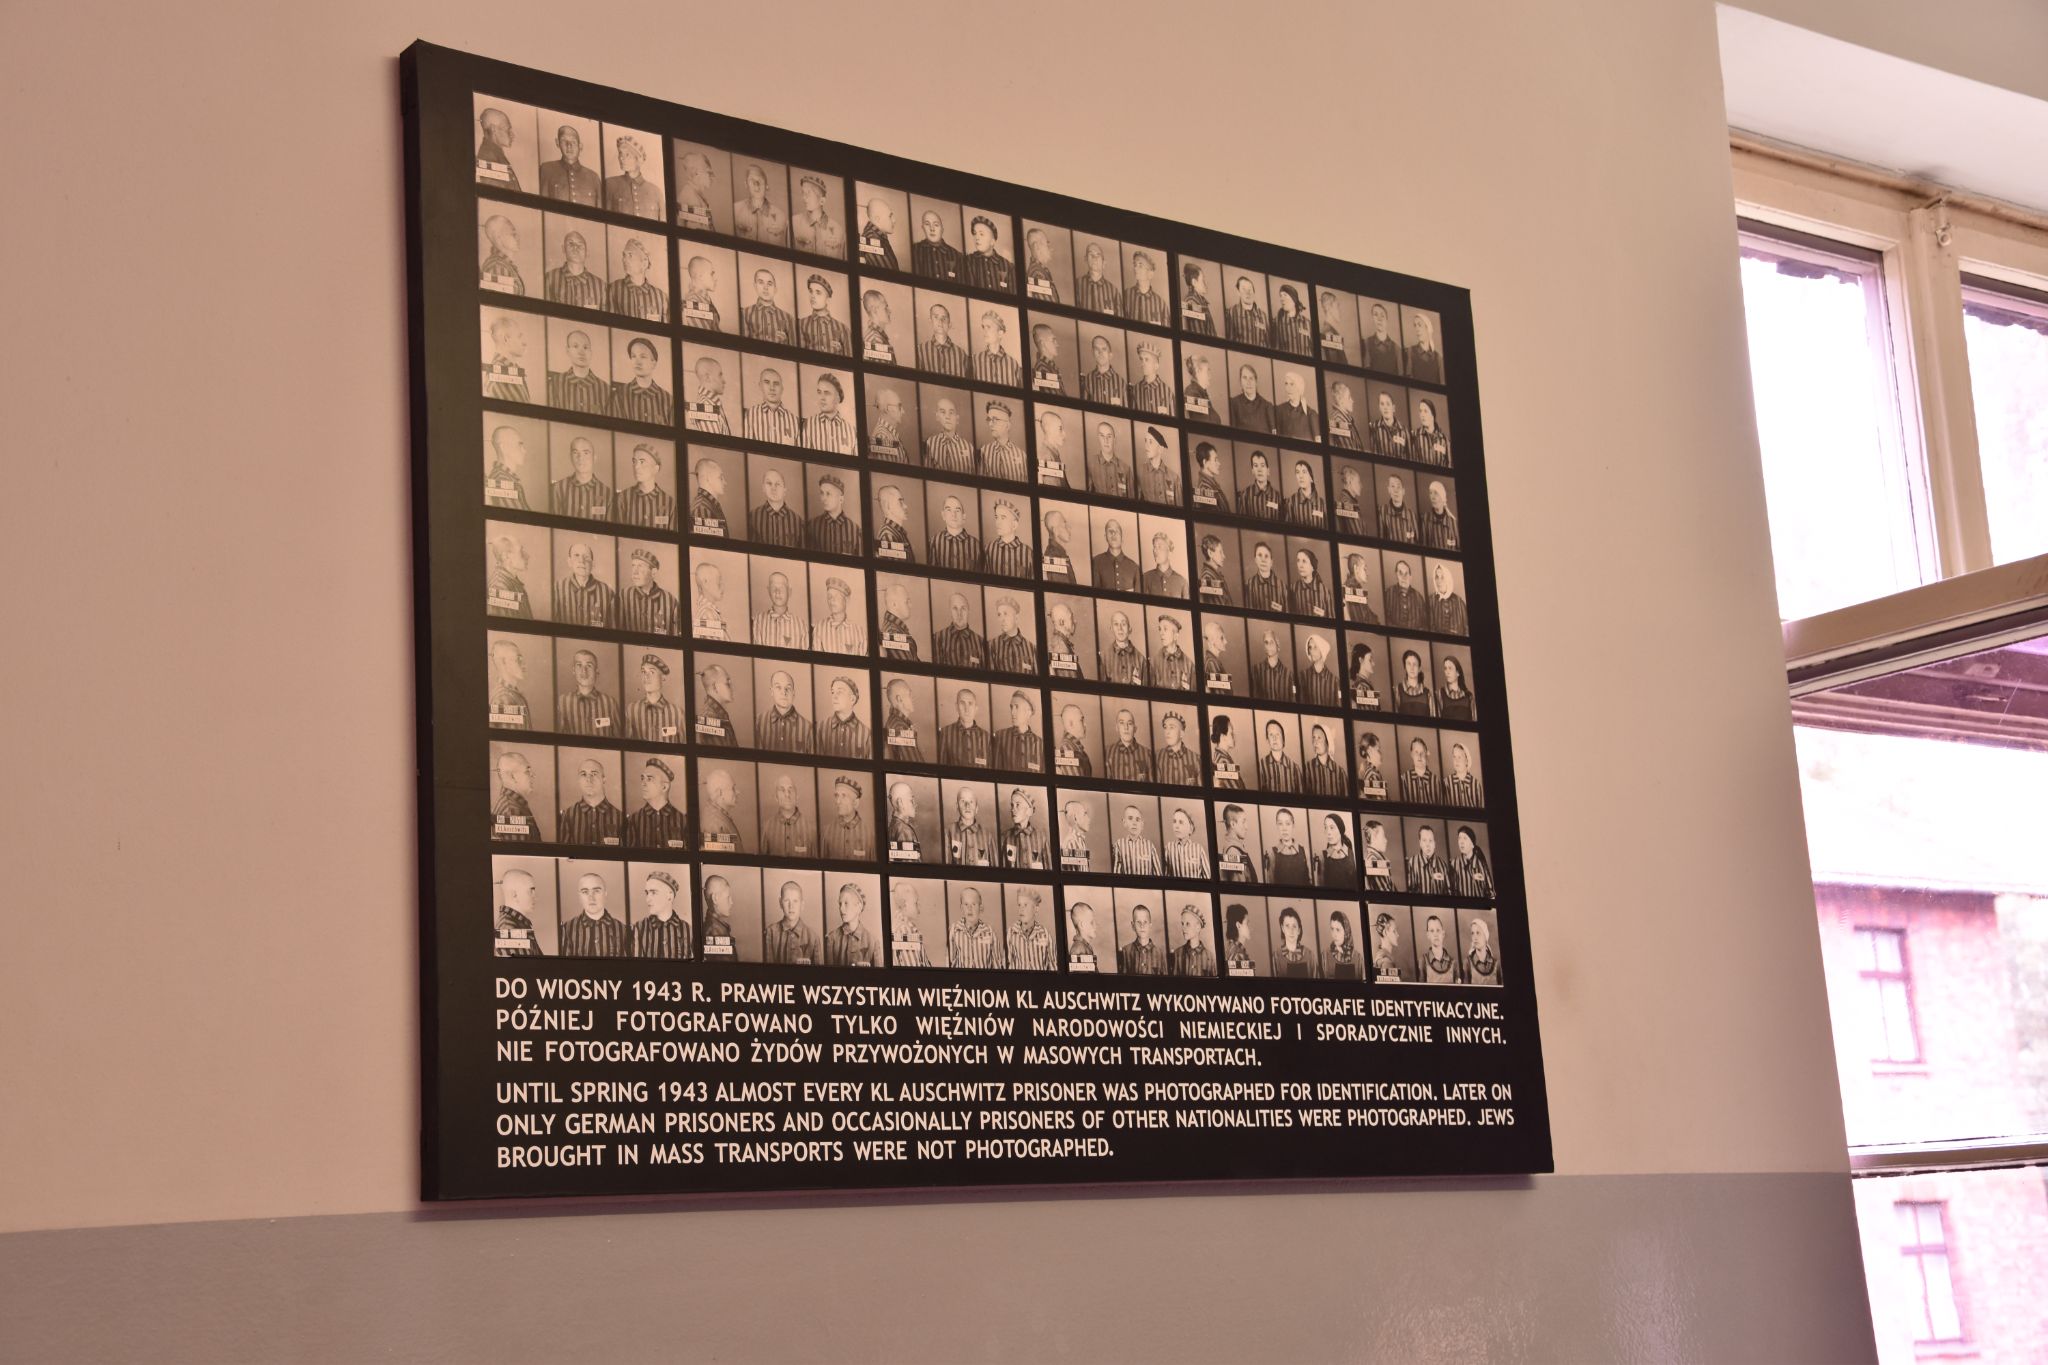 DO WIOSNY 1943 R. PRAWIE WSZYSTKIM WIĘŹNIOM KL AUSCHWITZ WYKONYWANO FOTOGRAFIE IDENTYFIKACYJNE.
PÓŹNIEJ FOTOGRAFOWANO TYLKO WIĘŹNIÓW NARODOWOŚCI NIEMIECKIEJ I SPORADYCZNIE INNYCH.
NIE FOTOGRAFOWANO ŻYDÓW PRZYWOŻONYCH W MASOWYCH TRANSPORTACH.
UNTIL SPRING 1943 ALMOST EVERY KL AUSCHWITZ PRISONER WAS PHOTOGRAPHED FOR IDENTIFICATION. LATER ON
ONLY GERMAN PRISONERS AND OCCASIONALLY PRISONERS OF OTHER NATIONALITIES WERE PHOTOGRAPHED. JEWS
BROUGHT IN MASS TRANSPORTS WERE NOT PHOTOGRAPHED.